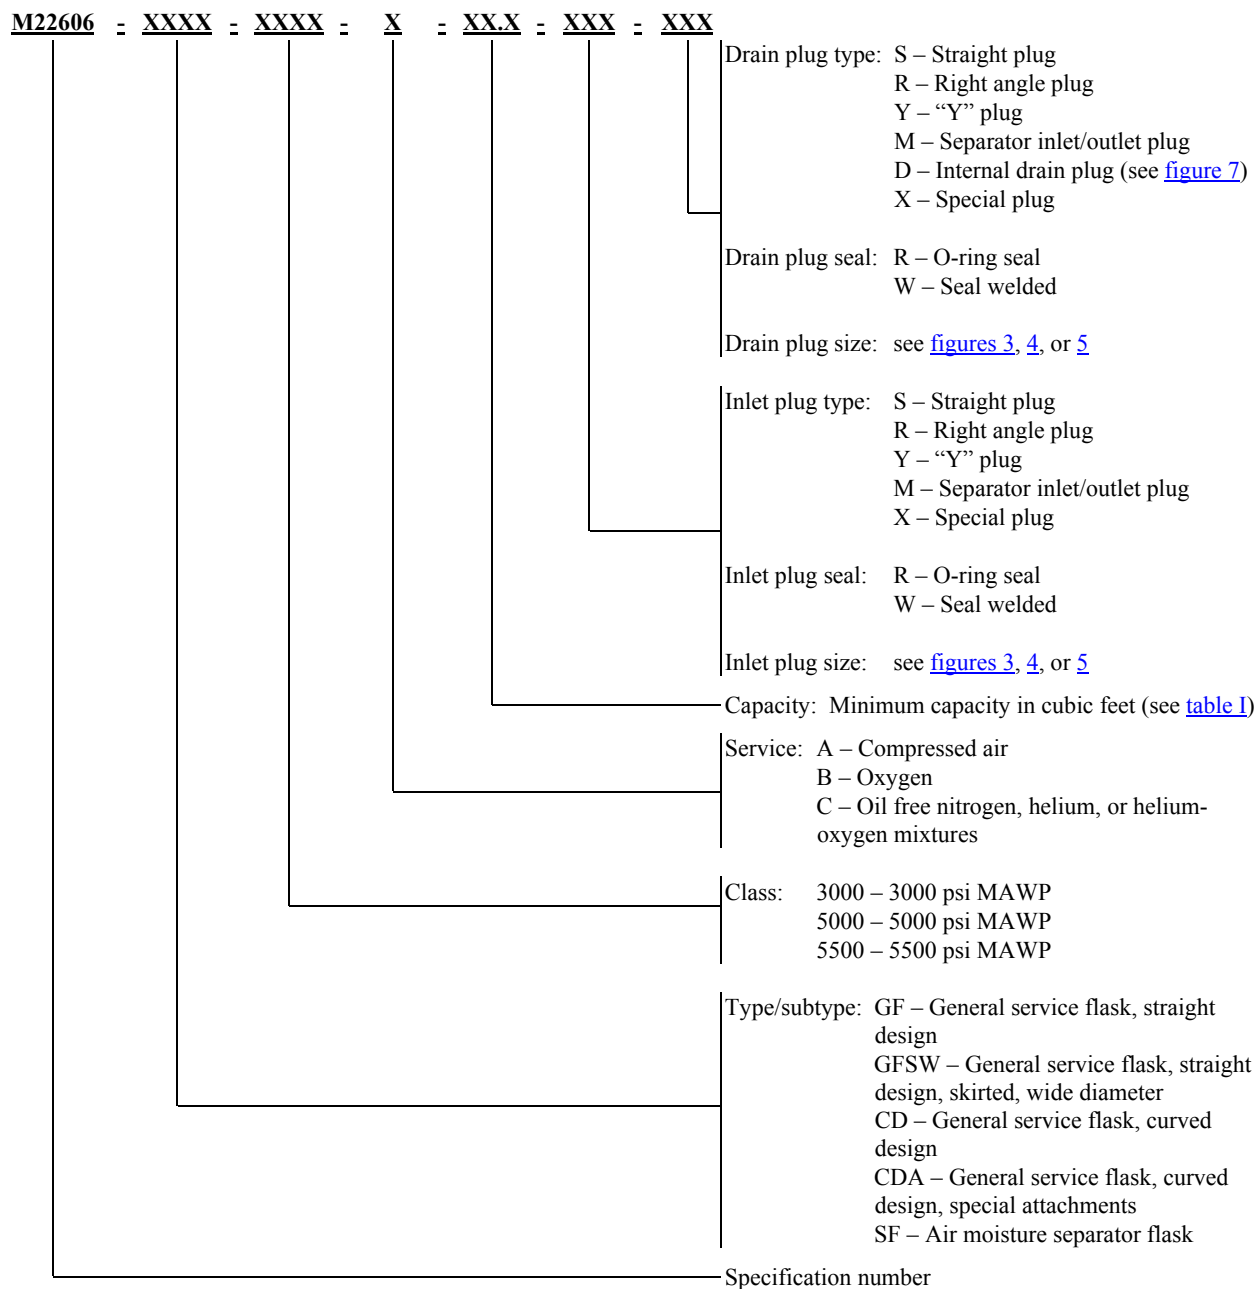 M22606 - XXXX - XXXX - X - XX.X - XXX - XXX
Drain plug type: S – Straight plug
R – Right angle plug
Y – “Y” plug
M – Separator inlet/outlet plug
D – Internal drain plug (see figure 7)
X – Special plug
Drain plug seal: R – O-ring seal
W – Seal welded
Drain plug size: see figures 3, 4, or 5
Inlet plug type: S – Straight plug
R – Right angle plug
Y – “Y” plug
M – Separator inlet/outlet plug
X – Special plug
Inlet plug seal: R – O-ring seal
W – Seal welded
Inlet plug size: see figures 3, 4, or 5
Capacity: Minimum capacity in cubic feet (see table I)
Service: A – Compressed air
B – Oxygen
C – Oil free nitrogen, helium, or helium-
oxygen mixtures
Class: 3000 – 3000 psi MAWP
5000 – 5000 psi MAWP
5500 – 5500 psi MAWP
Type/subtype: GF – General service flask, straight
design
GFSW – General service flask, straight
design, skirted, wide diameter
CD – General service flask, curved
design
CDA – General service flask, curved
design, special attachments
SF – Air moisture separator flask
Specification number